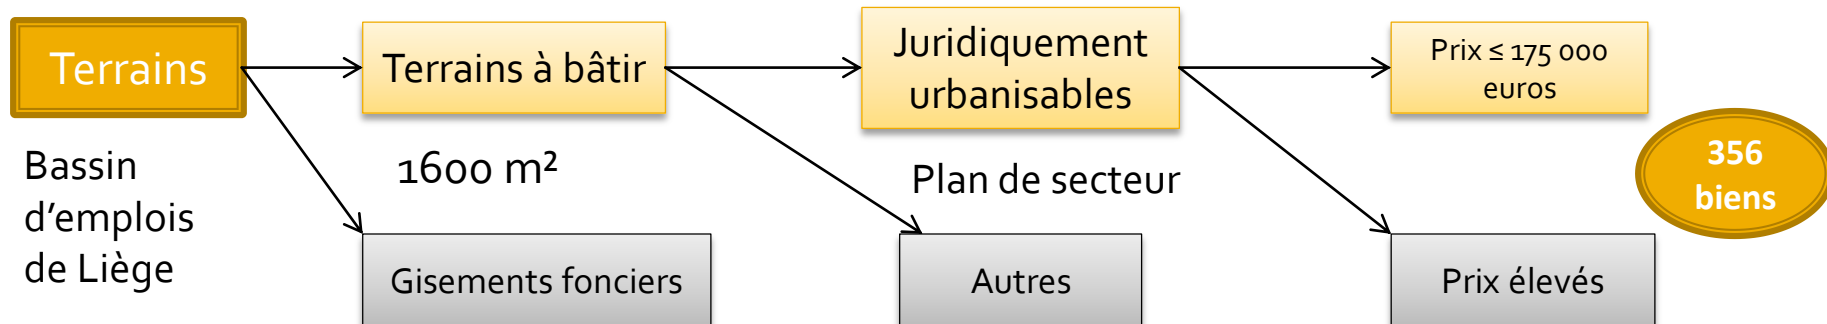 Terrains
Terrains à bâtir
Juridiquement
urbanisables
Prix ≤ 175 000
euros
Bassin
d’emplois
de Liège
1600 m²
Plan de secteur
356
biens
Gisements fonciers
Autres
Prix élevés